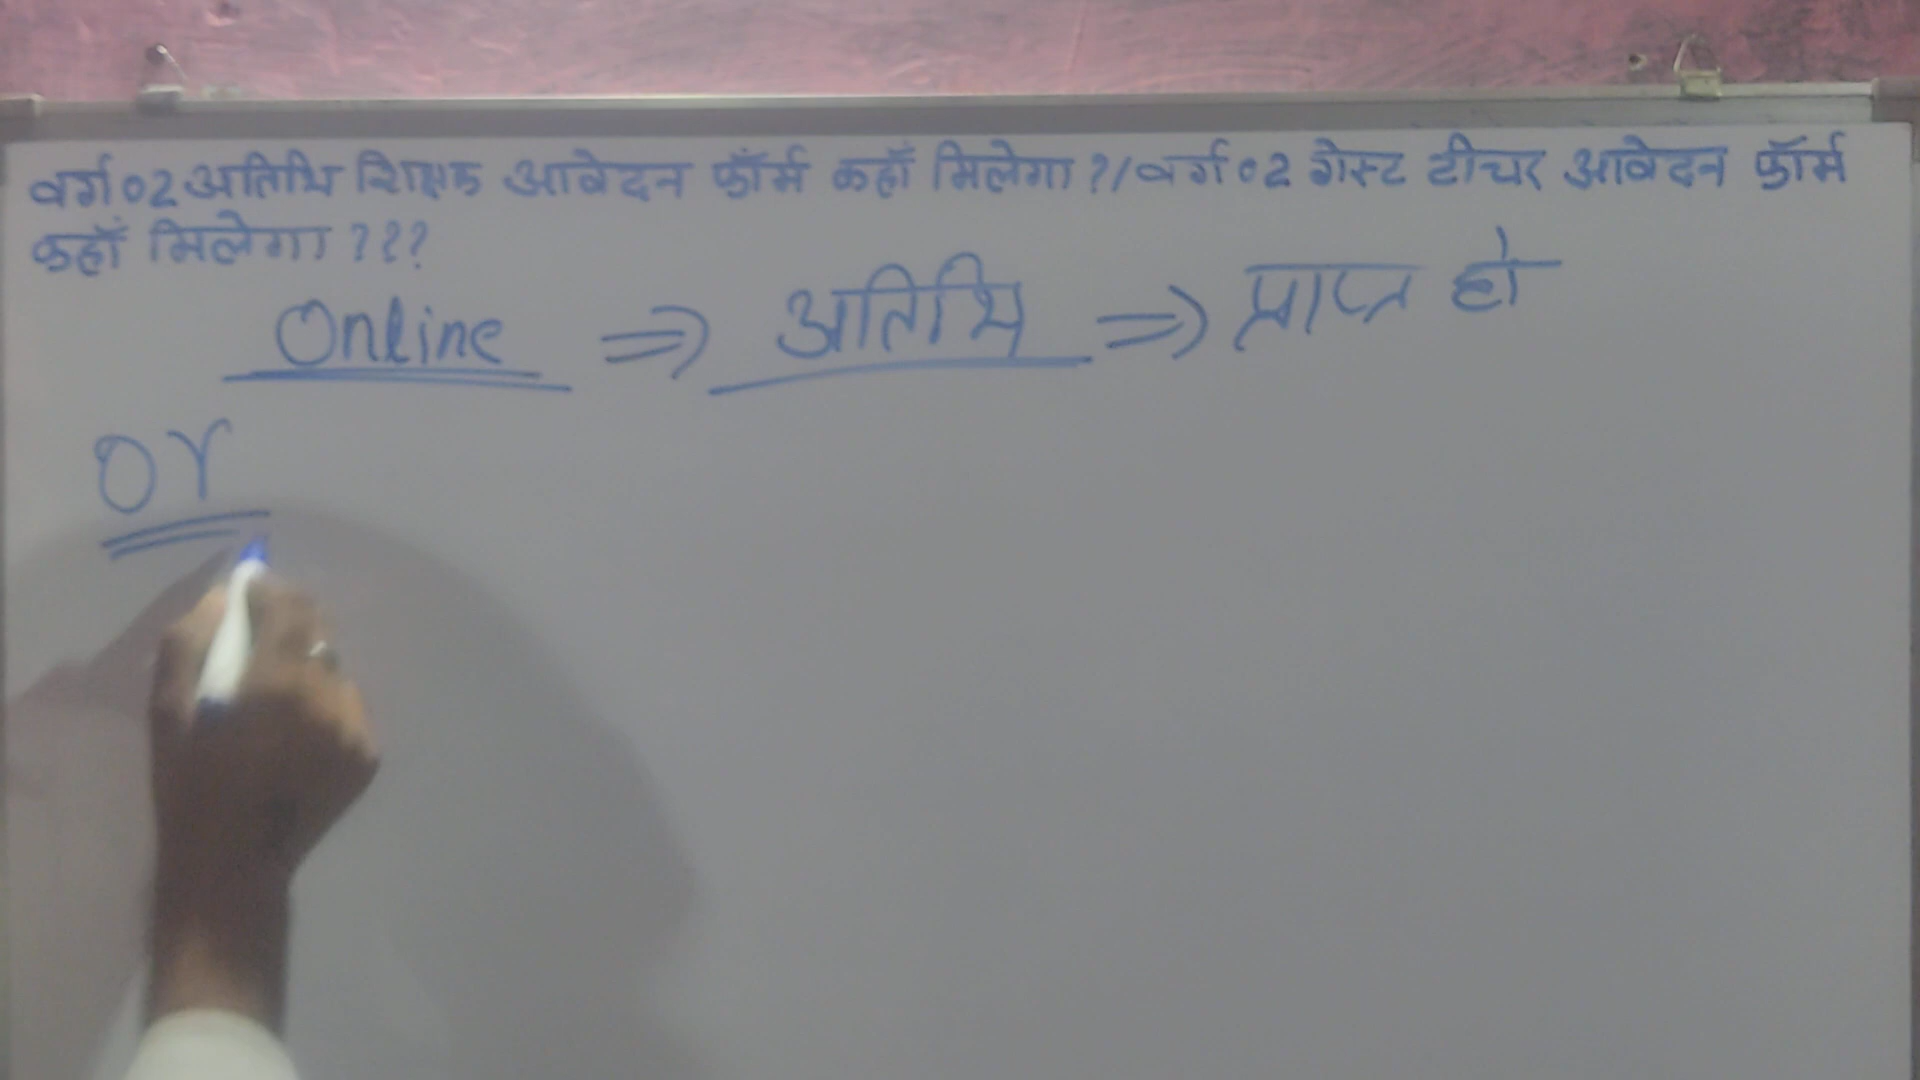 वर्ग 02 अतिथि शिक्षक आवेदन फॉर्म कहाँ मिलेगा ?/ वर्ग 02 गेस्ट टीचर आवेदन फॉर्म
कहाँ मिलेगा ???
Online => अतिथि => प्राप्त हो
or